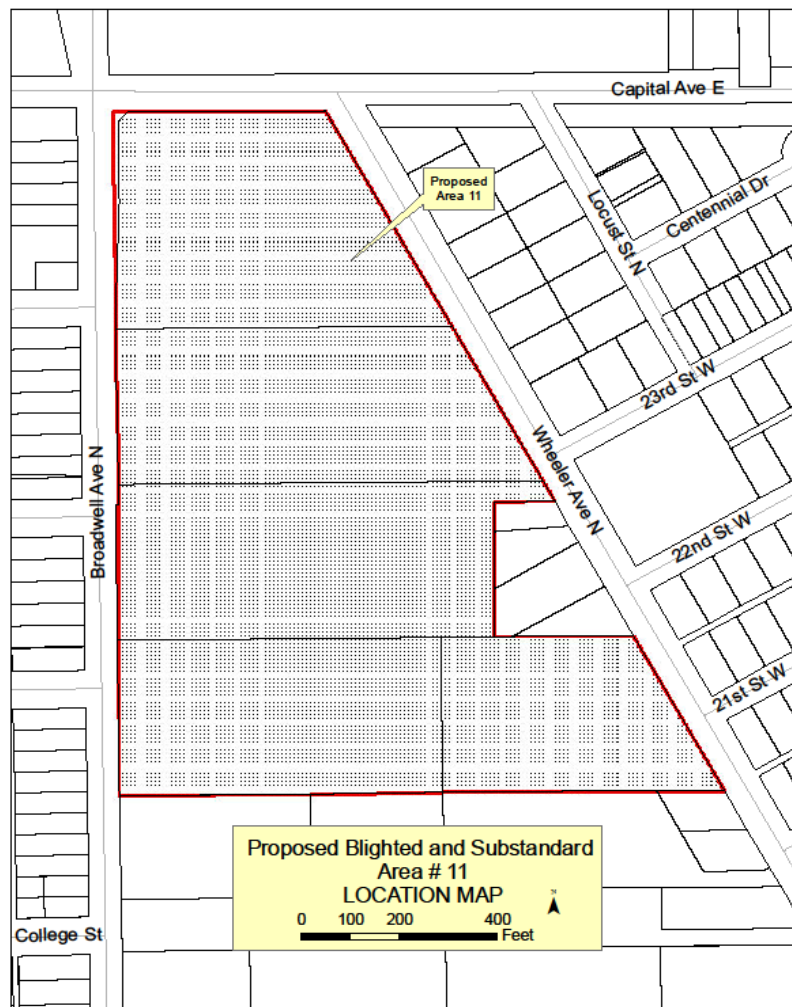 Capital Ave E
Proposed
Area 11
Locust St N
Centennial Dr
23rd St W
Wheeler Ave N
Broadwell Ave N
22nd St W
21st St W
Proposed Blighted and Substandard
Area # 11
LOCATION MAP
N
0 100 200 400
Feet
College St